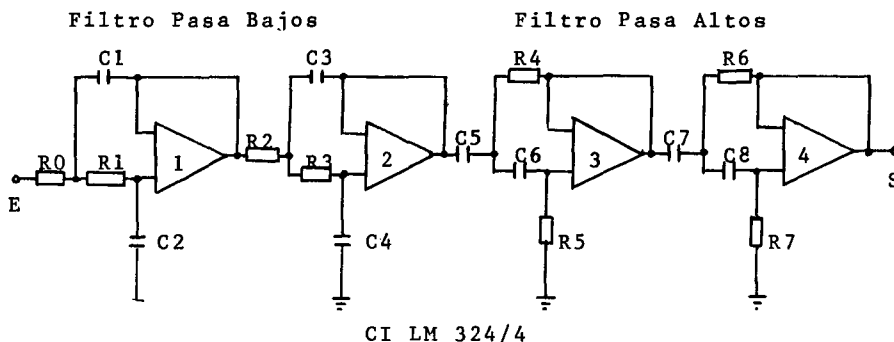 Filtro Pasa Bajos
Filtro Pasa Altos
C1
C3
R4
R6
R0
R1
1
R2
R3
2
C5
C6
3
C7
C8
4
E
S
C2
C4
R5
R7
CI LM 324/4